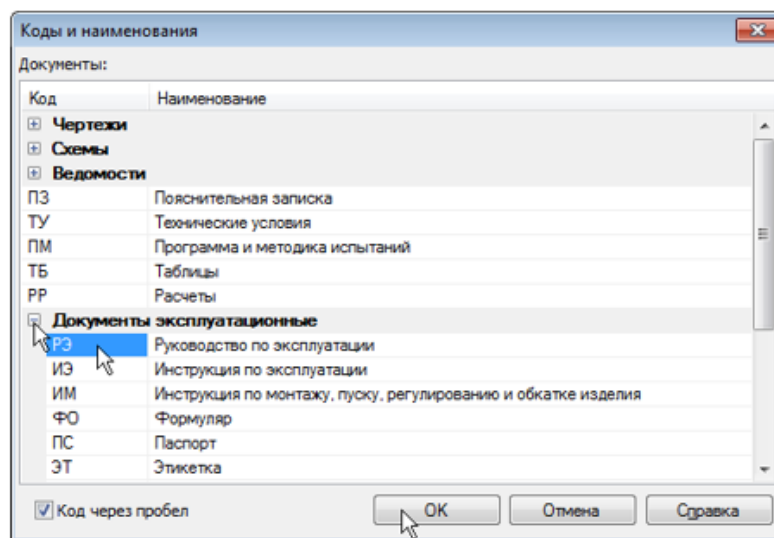 Коды и наименования
Документы:
Код Наименование
Чертежи
Схемы
Ведомости
ПЗ Пояснительная записка
ТУ Технические условия
ПМ Программа и методика испытаний
ТБ Таблицы
РР Расчеты
Документы эксплуатационные
РЭ Руководство по эксплуатации
ИЭ Инструкция по эксплуатации
ИМ Инструкция по монтажу, пуску, регулированию и обкатке изделия
ФО Формуляр
ПС Паспорт
ЭТ Этикетка
Код через пробел OK Отмена Справка